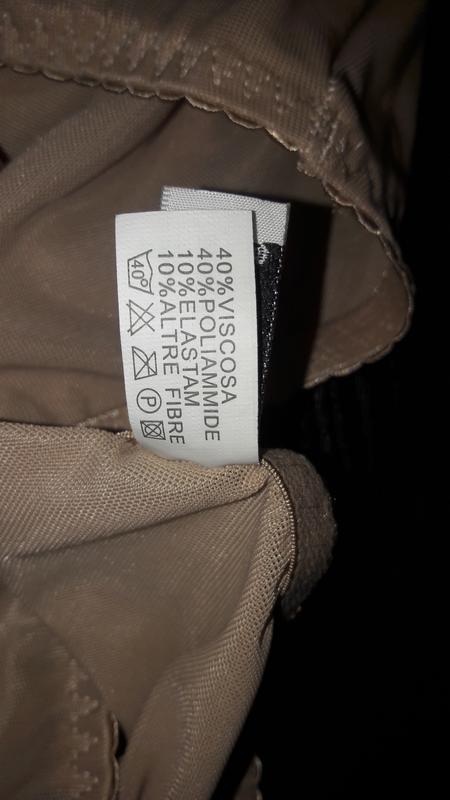 40%VISCOSA
40%POLIAMMIDE
10%ELASTAM
10%ALTRE FIBRE
40°
P